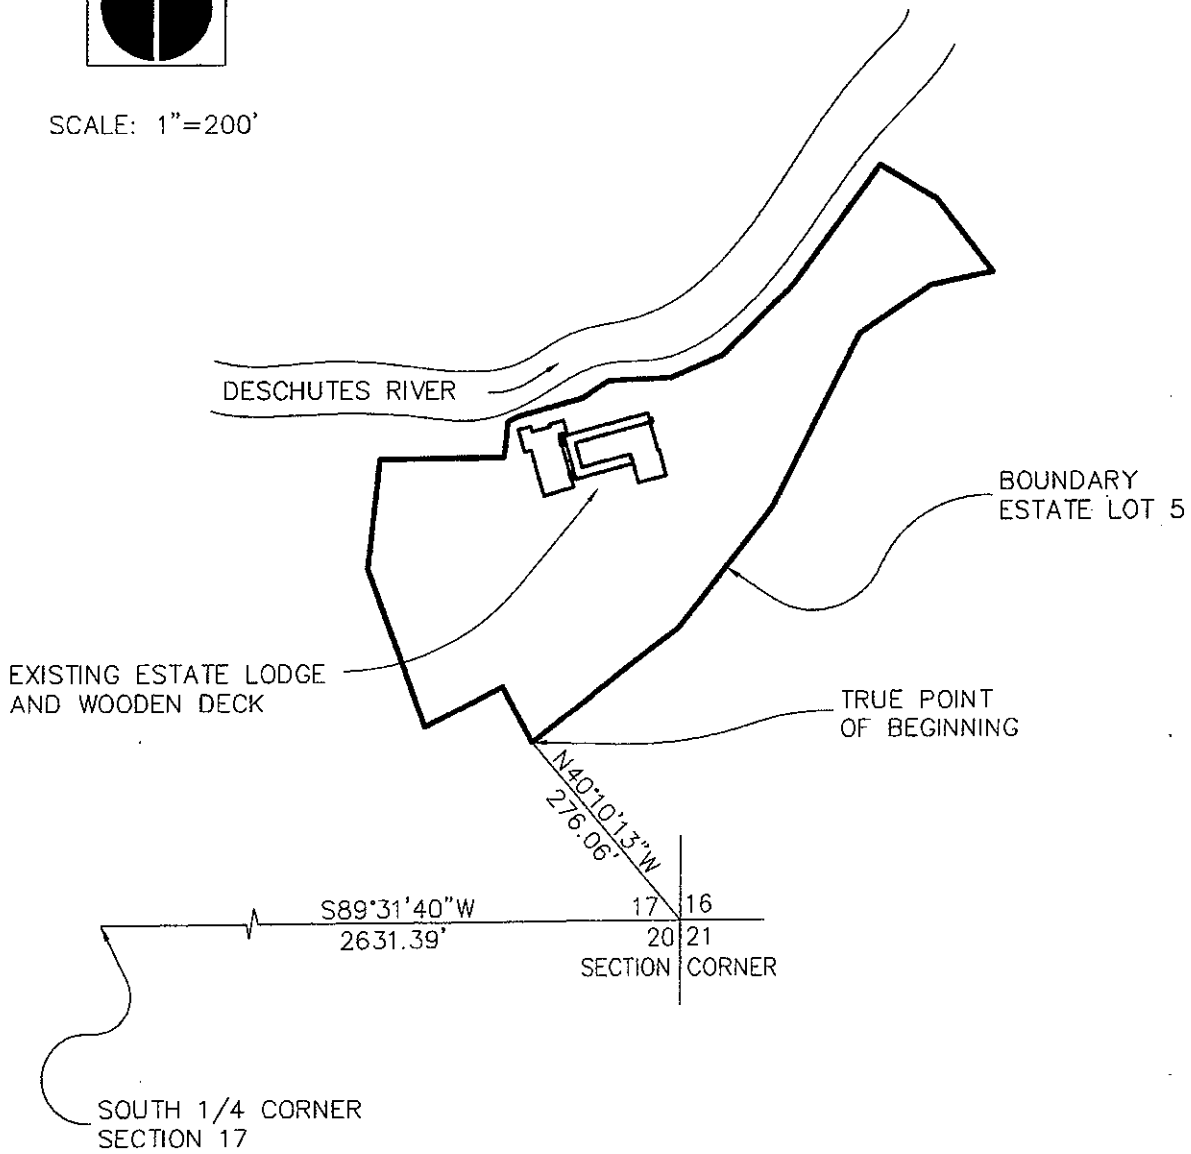 SCALE: 1"=200'
DESCHUTES RIVER
BOUNDARY
ESTATE LOT 5
EXISTING ESTATE LODGE
AND WOODEN DECK
TRUE POINT
OF BEGINNING
N40°10'13"W
276.06'
S89°31'40"W
2631.39'
17 16
20 21
SECTION CORNER
SOUTH 1/4 CORNER
SECTION 17